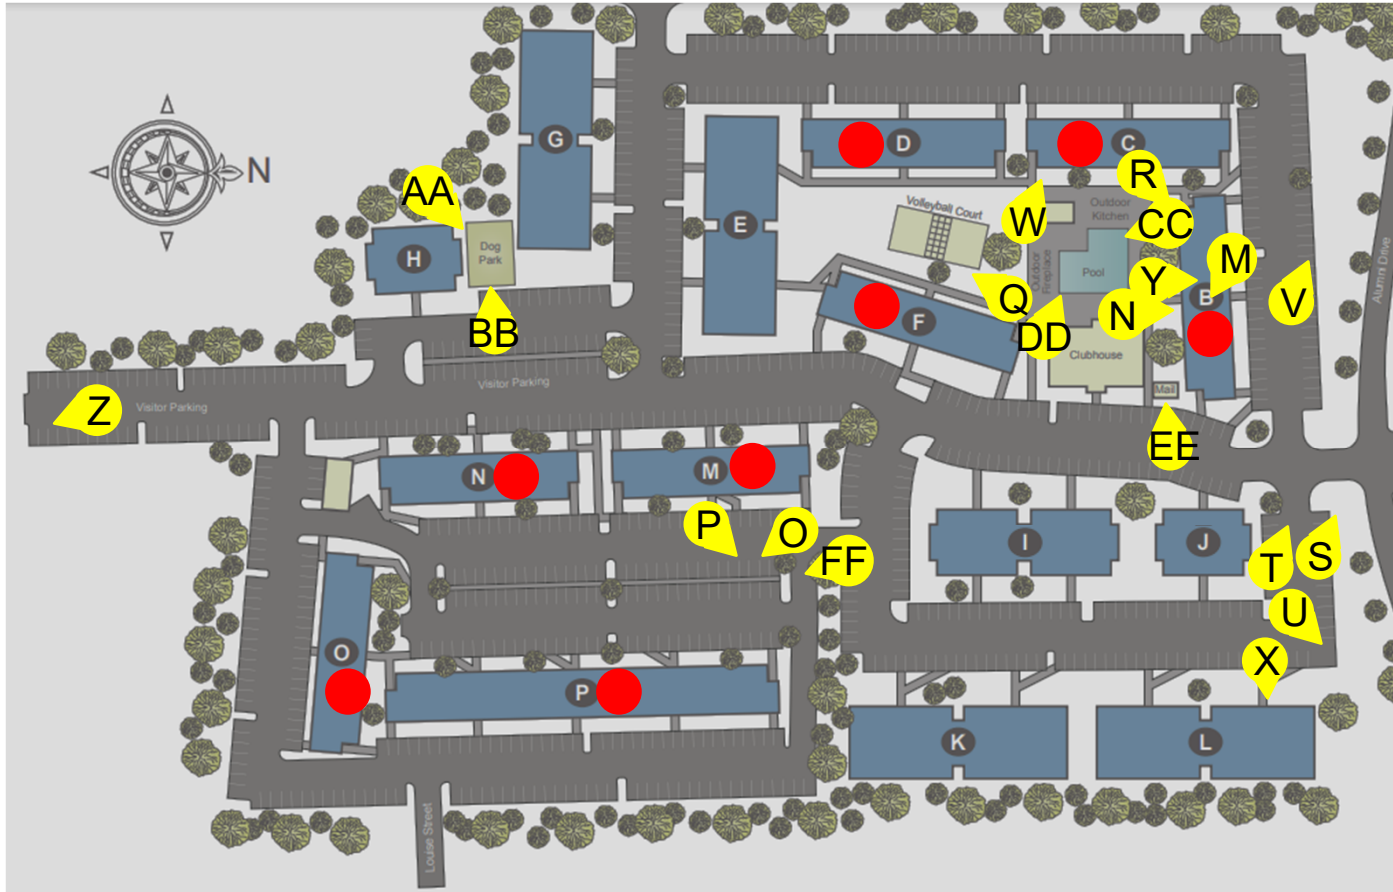 G
D
C
N
AA
R
Volleyball Court
Outdoor
Kitchen
W
CC
E
Dog
Park
H
M
Alumni Drive
Outdoor
Fireplace
Pool
Y
B
Q
N
V
F
BB
DD
Clubhouse
Visitor Parking
Mail
Z
Visitor Parking
EE
N
M
P
O
FF
I
J
T
S
U
O
X
P
K
L
Louise Street